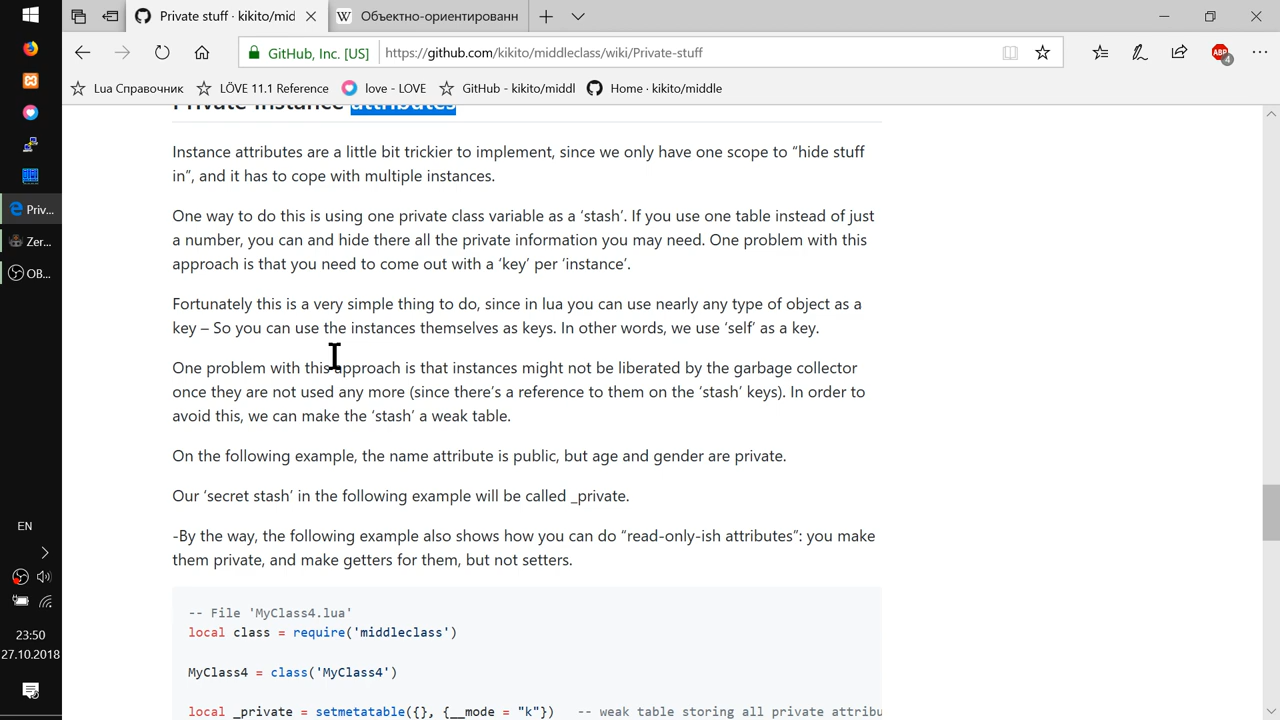 Private stuff · kikito/mid
Объектно-ориентированн
GitHub, Inc. [US]
https://github.com/kikito/middleclass/wiki/Private-stuff
ABP
4
Lua Справочник
LÖVE 11.1 Reference
love - LOVE
GitHub - kikito/middl
Home · kikito/middle
Private instance attributes
Instance attributes are a little bit trickier to implement, since we only have one scope to “hide stuff
in”, and it has to cope with multiple instances.
One way to do this is using one private class variable as a ‘stash’. If you use one table instead of just
a number, you can and hide there all the private information you may need. One problem with this
approach is that you need to come out with a ‘key’ per ‘instance’.
Fortunately this is a very simple thing to do, since in lua you can use nearly any type of object as a
key – So you can use the instances themselves as keys. In other words, we use ‘self’ as a key.
One problem with this approach is that instances might not be liberated by the garbage collector
once they are not used any more (since there’s a reference to them on the ‘stash’ keys). In order to
avoid this, we can make the ‘stash’ a weak table.
On the following example, the name attribute is public, but age and gender are private.
Our ‘secret stash’ in the following example will be called _private.
-By the way, the following example also shows how you can do “read-only-ish attributes”: you make
them private, and make getters for them, but not setters.
-- File 'MyClass4.lua'
local class = require('middleclass')
MyClass4 = class('MyClass4')
local _private = setmetatable({}, {__mode = "k"})   -- weak table storing all private attribu
Priv...
Zer...
OB...
EN
23:50
27.10.2018